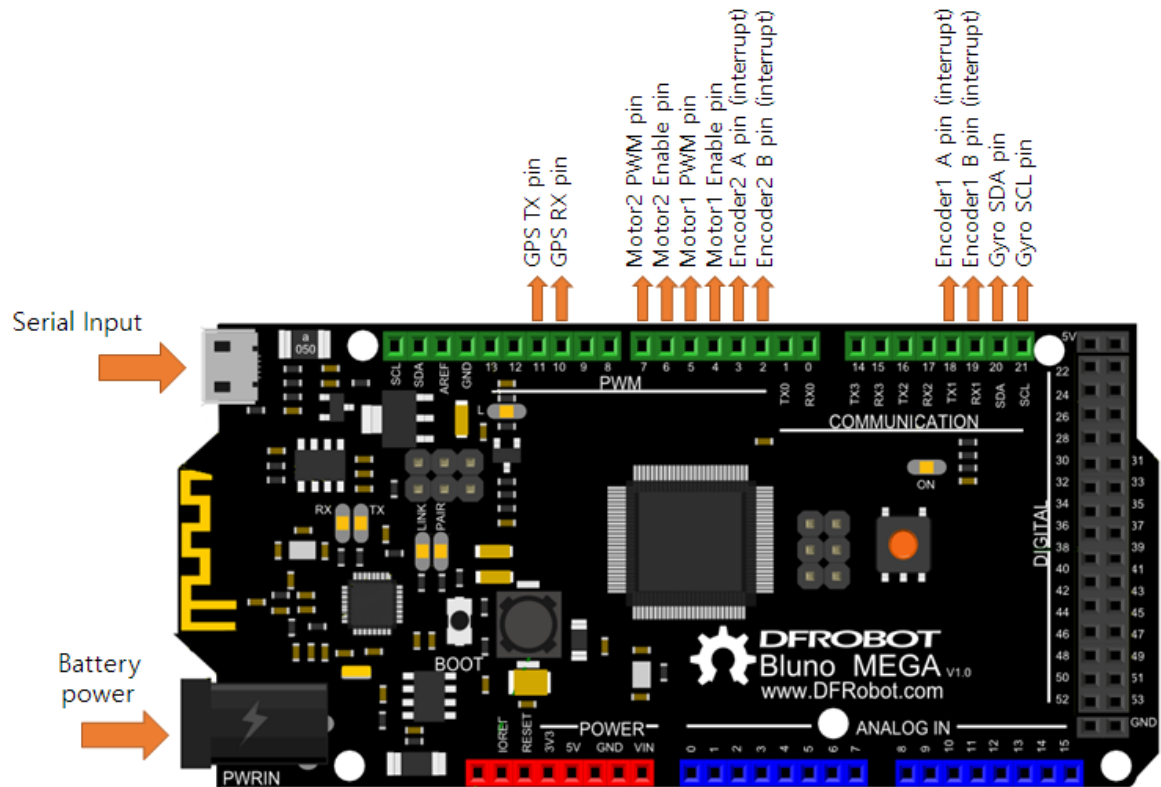 GPS TX pin
GPS RX pin
Motor2 PWM pin
Motor2 Enable pin
Motor1 PWM pin
Motor1 Enable pin
Encoder2 A pin (interrupt)
Encoder2 B pin (interrupt)
Encoder1 A pin (interrupt)
Encoder1 B pin (interrupt)
Gyro SDA pin
Gyro SCL pin
Serial Input
a
050
SCL SDA AREF GND 13 12 11 10 9 8
7 6 5 4 3 2 1 0
14 15 16 17 18 19 20 21
5V
PWM
TX0 RX0
TX3 RX3 TX2 RX2 TX1 RX1 SDA SCL
L
COMMUNICATION
22
24
26
28
30 31
32 33
34 35
36 37
38 39
40 41
42 43
44 45
46 47
48 49
50 51
52 53
GND
DIGITAL
ON
RX TX
LINK PAIR
BOOT
DFROBOT
Bluno MEGA V1.0
www.DFRobot.com
Battery
power
PWRIN
POWER
IOREF RESET 3V3 5V GND VIN
ANALOG IN
0 1 2 3 4 5 6 7
8 9 10 11 12 13 14 15